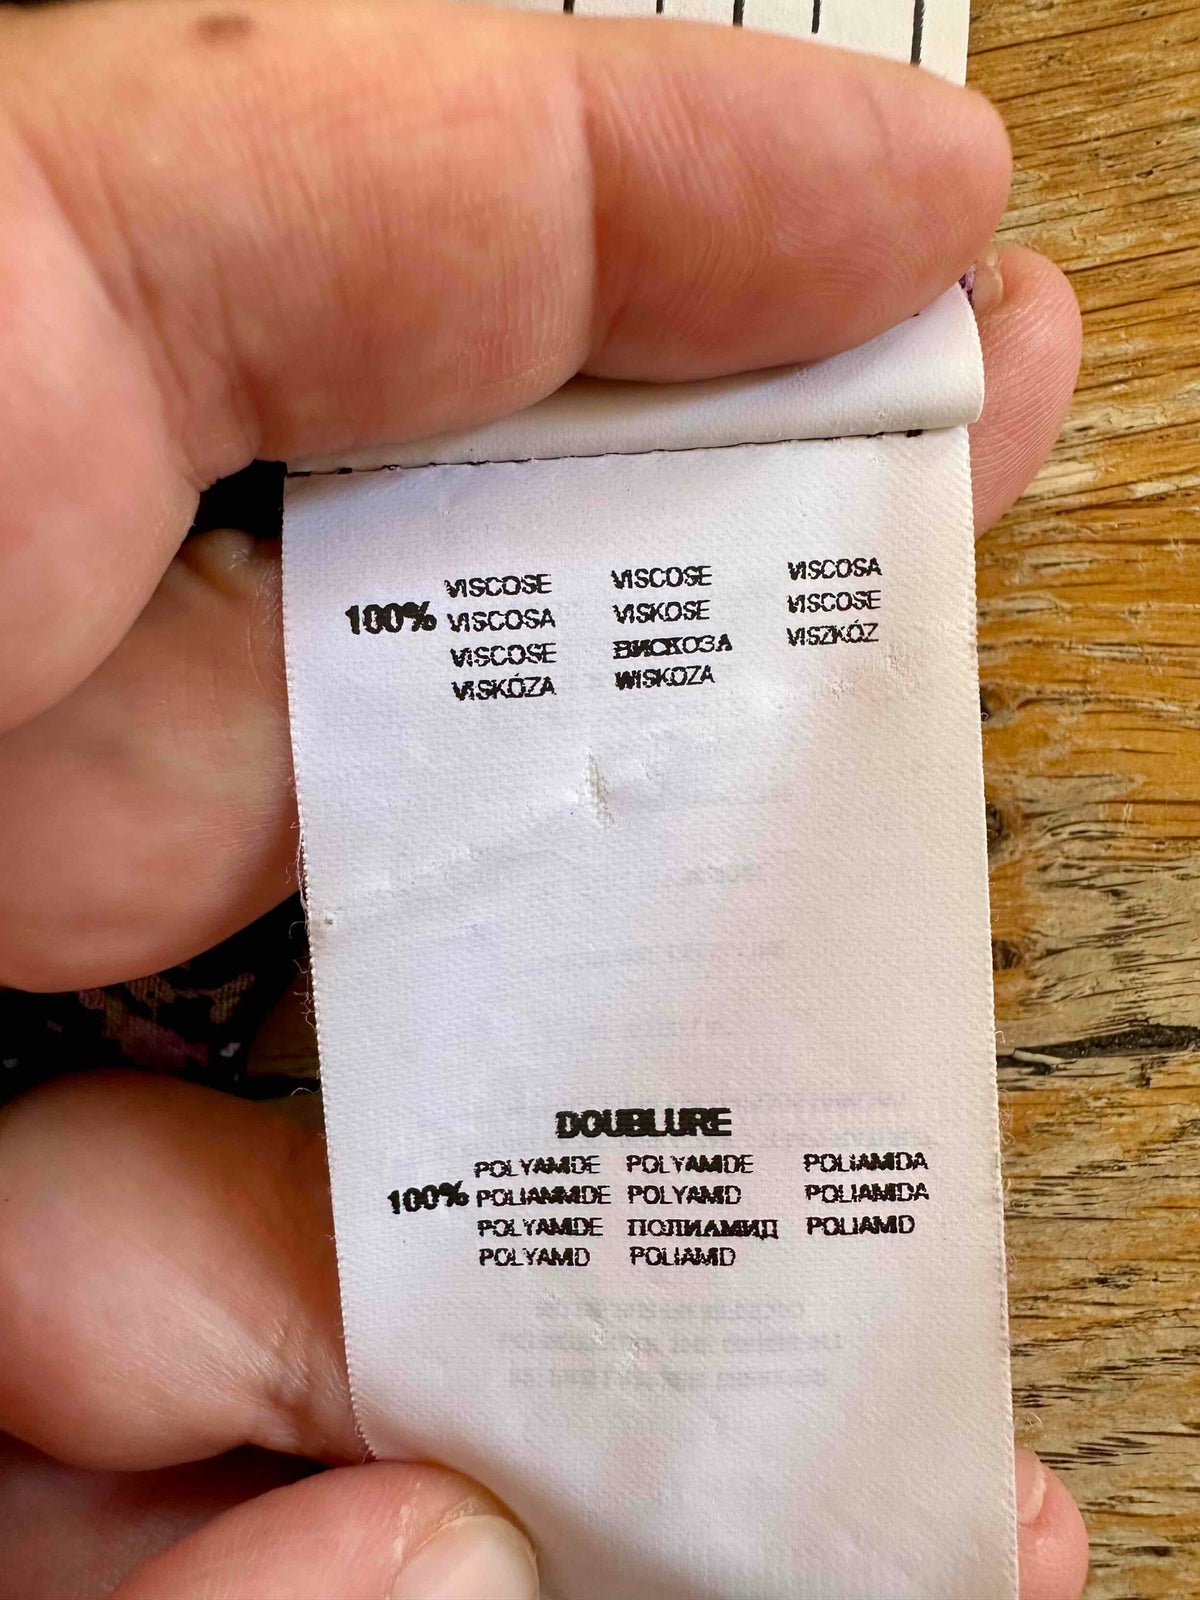 VISCOSE VISCOSE VISCOSA
100% VISCOSA VISKOSE VISCOSE
VISCOSE ВИСКОЗА VISZKÓZ
VISKÓZA WISKOZA
DOUBLURE
POLYAMIDE POLYAMIDE POLIAMIDA
100% POLIAMMIDE POLYAMID POLIAMIDA
POLYAMIDE ПОЛИАМИД POLIAMID
POLYAMID POLIAMID